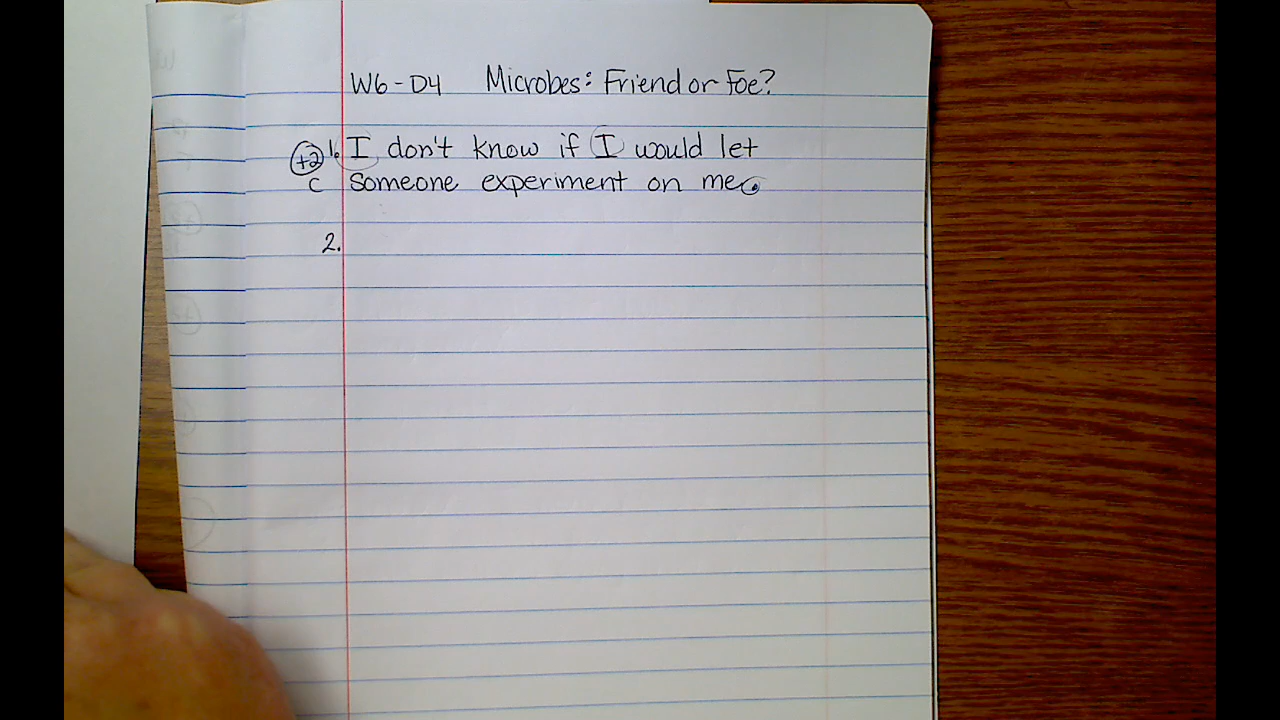 W6-D4 Microbes: Friend or Foe?
+2 1. I don't know if I would let
C someone experiment on me.
2.